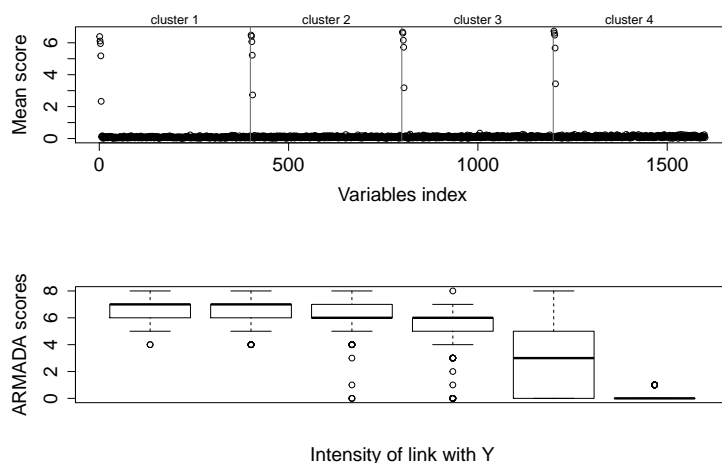 cluster 1 cluster 2 cluster 3 cluster 4
Mean score
6
4
2
0
0 500 1000 1500
Variables index
ARMADA scores
8
6
4
2
0
Intensity of link with Y